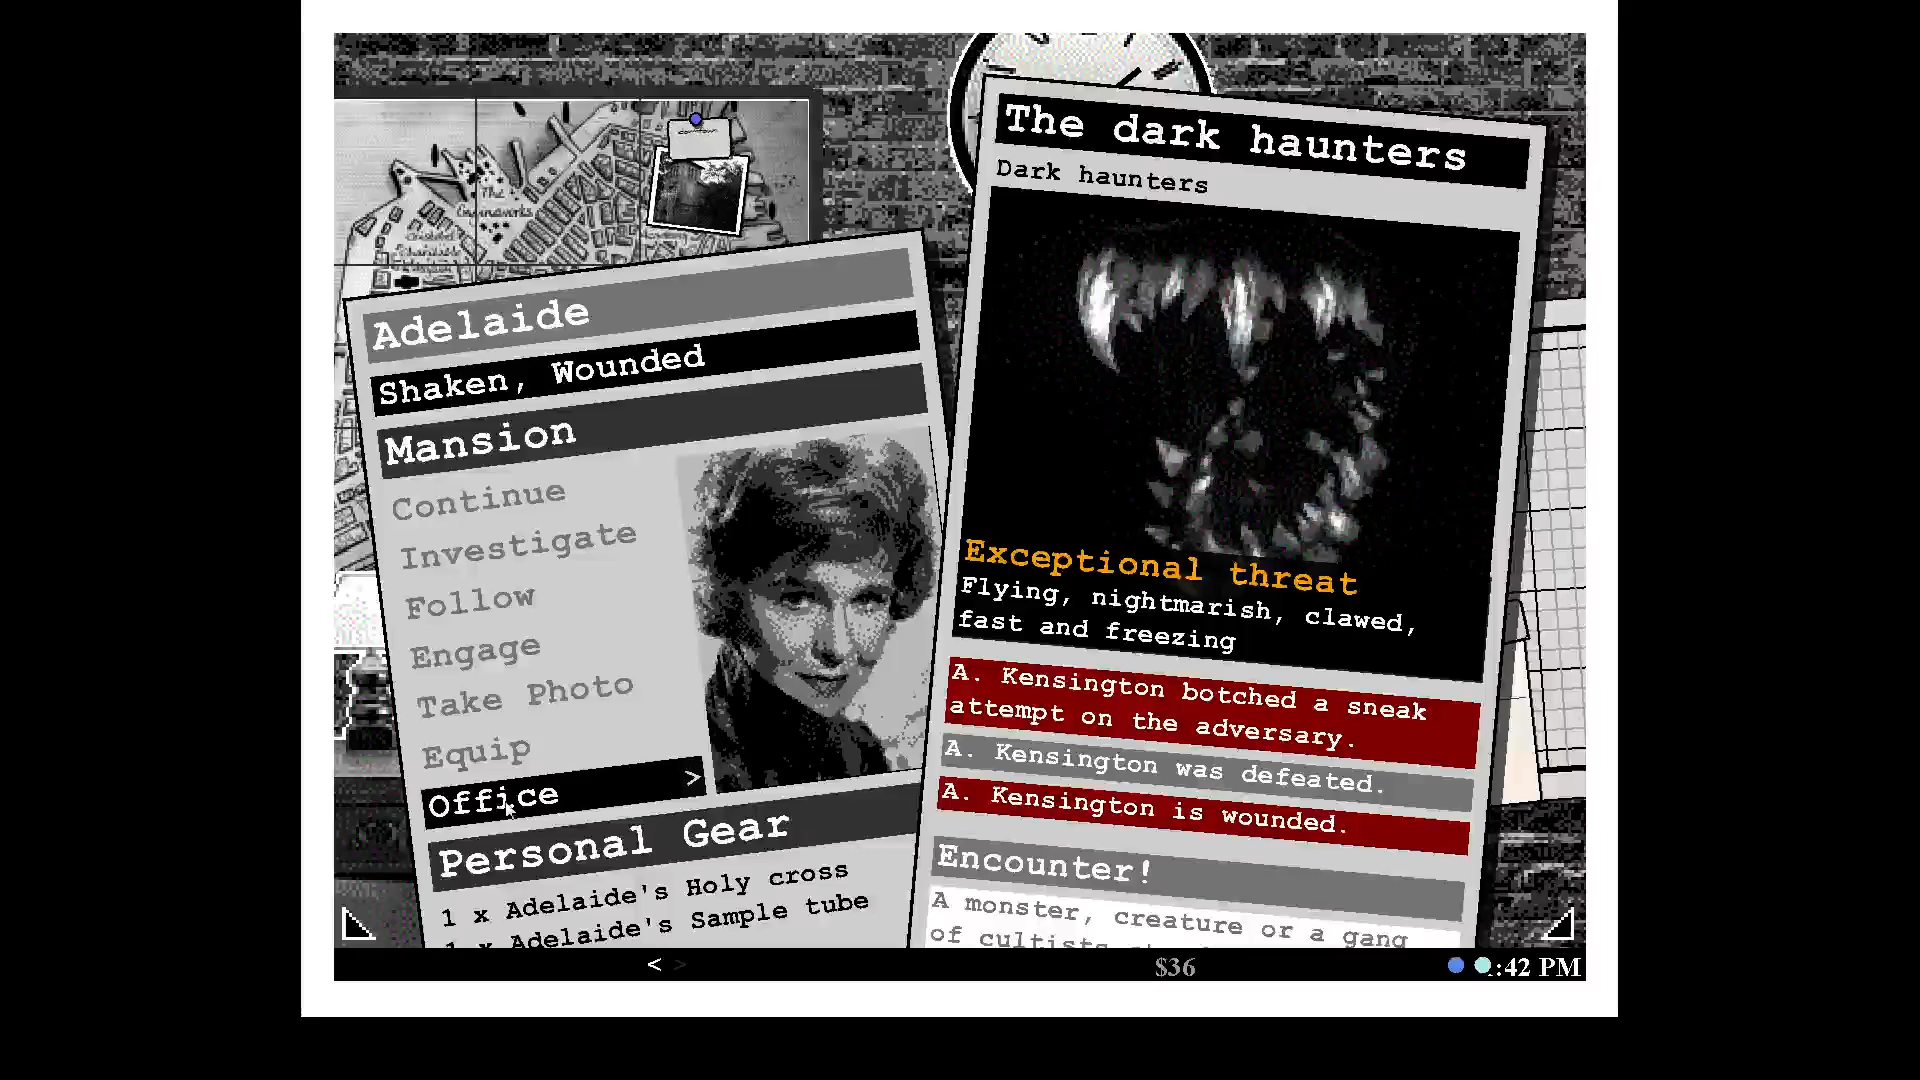 Adelaide
Shaken, Wounded
Mansion
Continue
Investigate
Follow
Engage
Take Photo
Equip
Office >
Personal Gear
1 x Adelaide's Holy cross
1 x Adelaide's Sample tube
The dark haunters
Dark haunters
Exceptional threat
Flying, nightmarish, clawed,
fast and freezing
A. Kensington botched a sneak
attempt on the adversary.
A. Kensington was defeated.
A. Kensington is wounded.
Encounter!
A monster, creature or a gang
of cultists
< >
$36
:42 PM